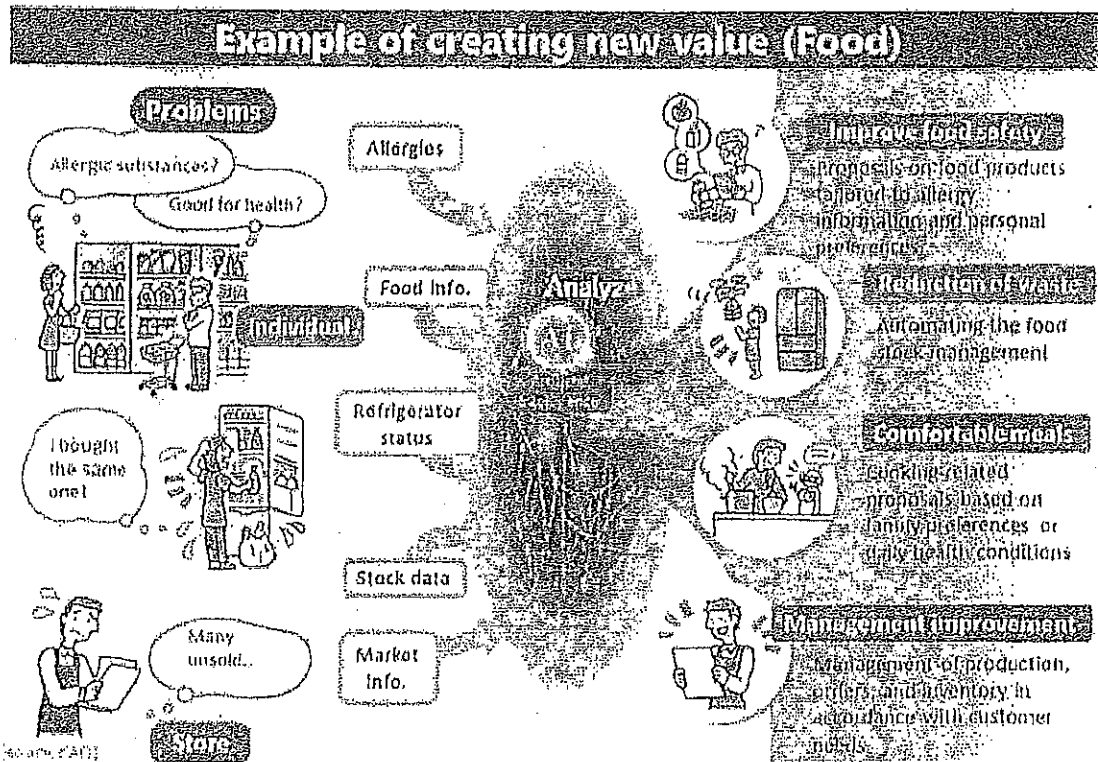 Example of creating new value (Food)
Problems
Allergic substances?
Good for health?
Individual
I bought
the same
one!
Many
unsold..
Store
Allergies
Food Info.
Refrigerator
status
Stock data
Market
Info.
Analyze
AI
Improve food safety
Proposals on food products
tailored to allergy
information and personal
preferences
Reduction of waste
Automating the food
stock management
Comfortable meals
Cooking-related
proposals based on
family preferences or
daily health conditions
Management improvement
Management of production,
orders, and inventory in
accordance with customer
needs